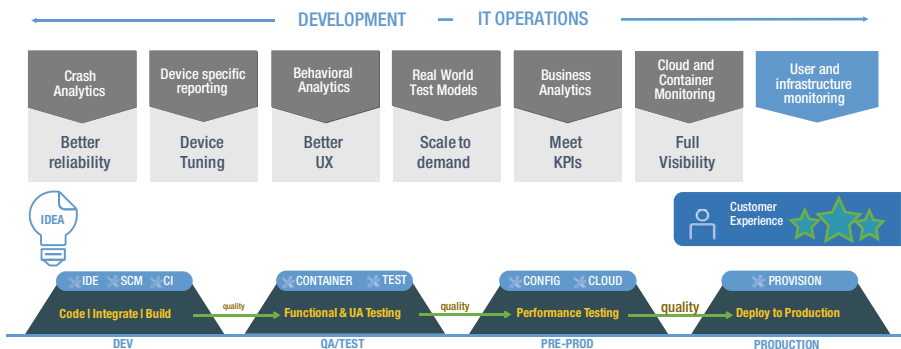 DEVELOPMENT – IT OPERATIONS
Crash
Analytics
Device specific
reporting
Behavioral
Analytics
Real World
Test Models
Business
Analytics
Cloud and
Container
Monitoring
User and
infrastructure
monitoring
Better
reliability
Device
Tuning
Better
UX
Scale to
demand
Meet
KPIs
Full
Visibility
IDEA
Customer
Experience
IDE SCM CI
CONTAINER TEST
CONFIG CLOUD
PROVISION
Code | Integrate | Build
quality
Functional & UA Testing
quality
Performance Testing
quality
Deploy to Production
DEV
QA/TEST
PRE-PROD
PRODUCTION